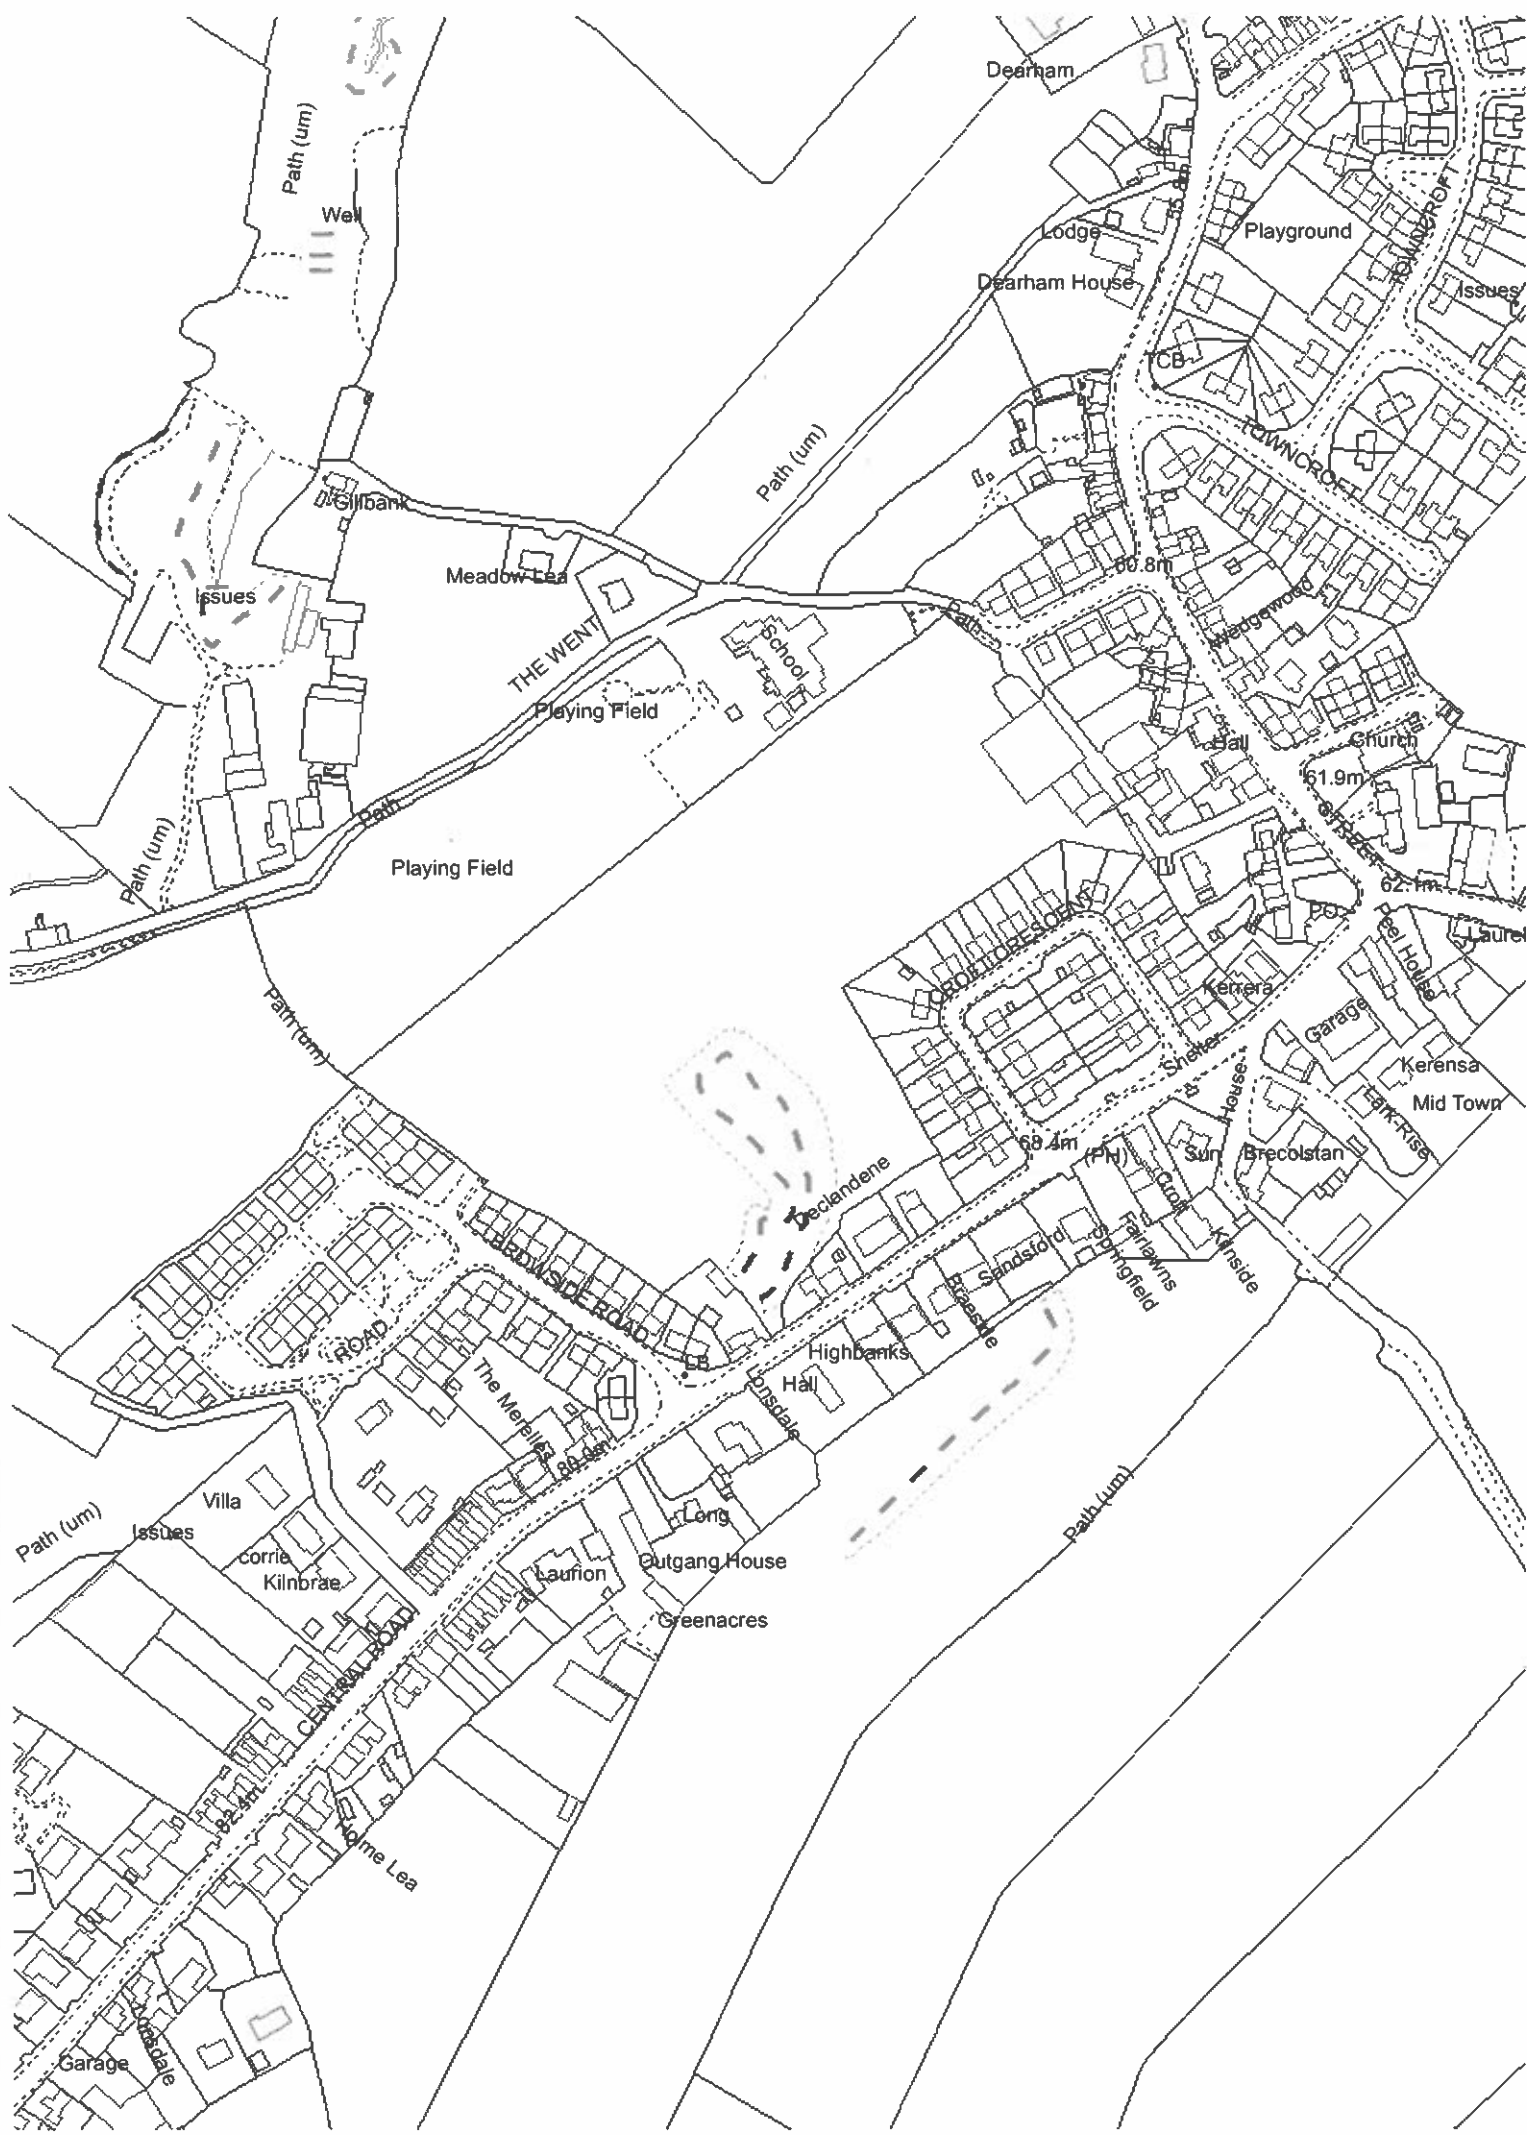 Dearham
Path (um)
Well
55.8m
Lodge
Playground
TOWNCROFT
Dearham House
Issues
TCB
Path (um)
TOWNCROFT
Gillbank
Meadow Lea
60.8m
Issues
Wedgewood
Path
School
THE WENT
Playing Field
Hall
Church
61.9m
Path
STREET
Path (um)
Playing Field
62.1m
PO
Peel House
Laurel
CROFT CRESCENT
Kerrera
Path (um)
Garage
Shelter
Kerensa
House
Lark-Rise
Mid Town
68.4m
(PH)
Sun
Brecolstan
Declandene
Croft
Fairlawns
Kilnside
Springfield
Sandsford
BROWSIDE ROAD
Braeside
ROAD
Highbanks
LB
The Merelles
Hall
Lonsdale
80.0m
Villa
Path (um)
Long
Path (um)
Issues
corrie
Kilnbrae
Laurion
Outgang House
Greenacres
CENTRAL ROAD
82.4m
Holme Lea
Lonsdale
Garage